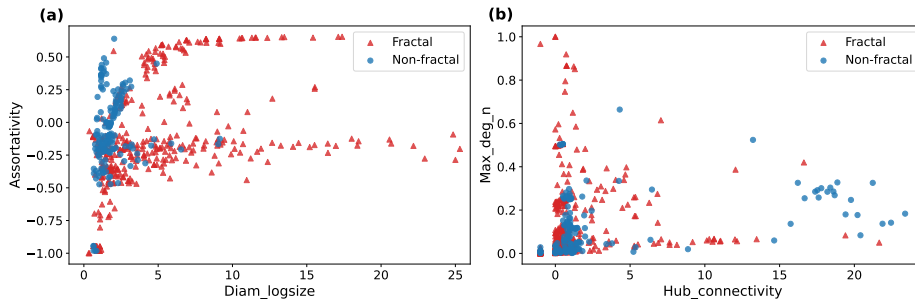 (a)
Assortativity
0.50
0.25
0.00
−0.25
−0.50
−0.75
−1.00
0 5 10 15 20 25
Diam_logsize
Fractal
Non-fractal
(b)
Max_deg_n
1.0
0.8
0.6
0.4
0.2
0.0
0 5 10 15 20
Hub_connectivity
Fractal
Non-fractal